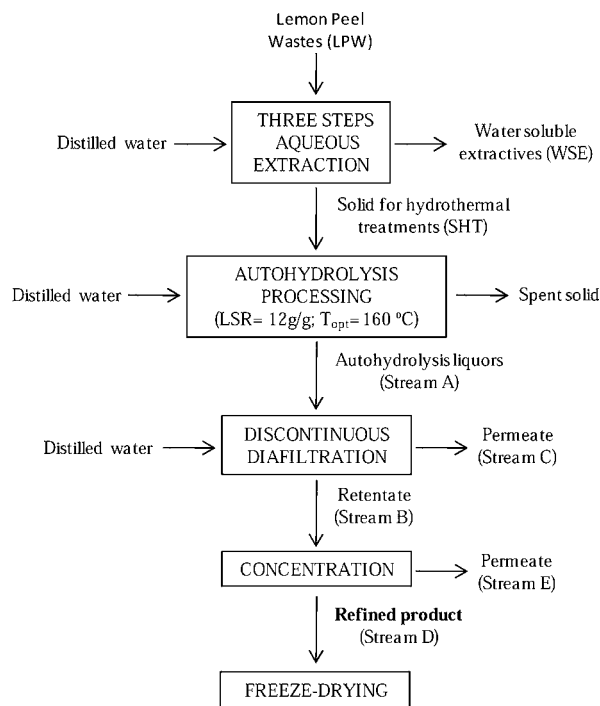 Lemon Peel
Wastes (LPW)
Distilled water
THREE STEPS
AQUEOUS
EXTRACTION
Water soluble
extractives (WSE)
Solid for hydrothermal
treatments (SHT)
Distilled water
AUTOHYDROLYSIS
PROCESSING
(LSR= 12g/g; Topt= 160 ºC)
Spent solid
Autohydrolysis liquors
(Stream A)
Distilled water
DISCONTINUOUS
DIAFILTRATION
Permeate
(Stream C)
Retentate
(Stream B)
CONCENTRATION
Permeate
(Stream E)
Refined product
(Stream D)
FREEZE-DRYING